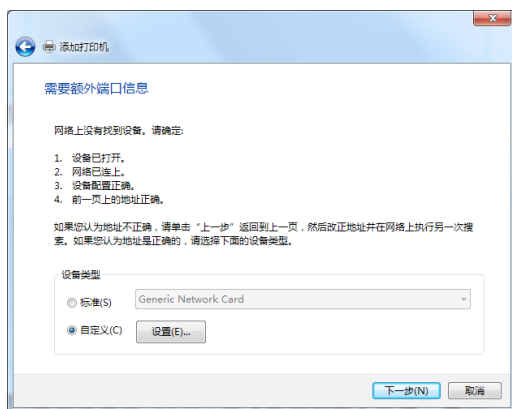 添加打印机
需要额外端口信息
网络上没有找到设备。请确定:
1. 设备已打开。
2. 网络已连上。
3. 设备配置正确。
4. 前一页上的地址正确。
如果您认为地址不正确，请单击“上一步”返回到上一页，然后改正地址并在网络上执行另一次搜
索。如果您认为地址是正确的，请选择下面的设备类型。
设备类型
标准(S) Generic Network Card
自定义(C) 设置(E)...
下一步(N) 取消